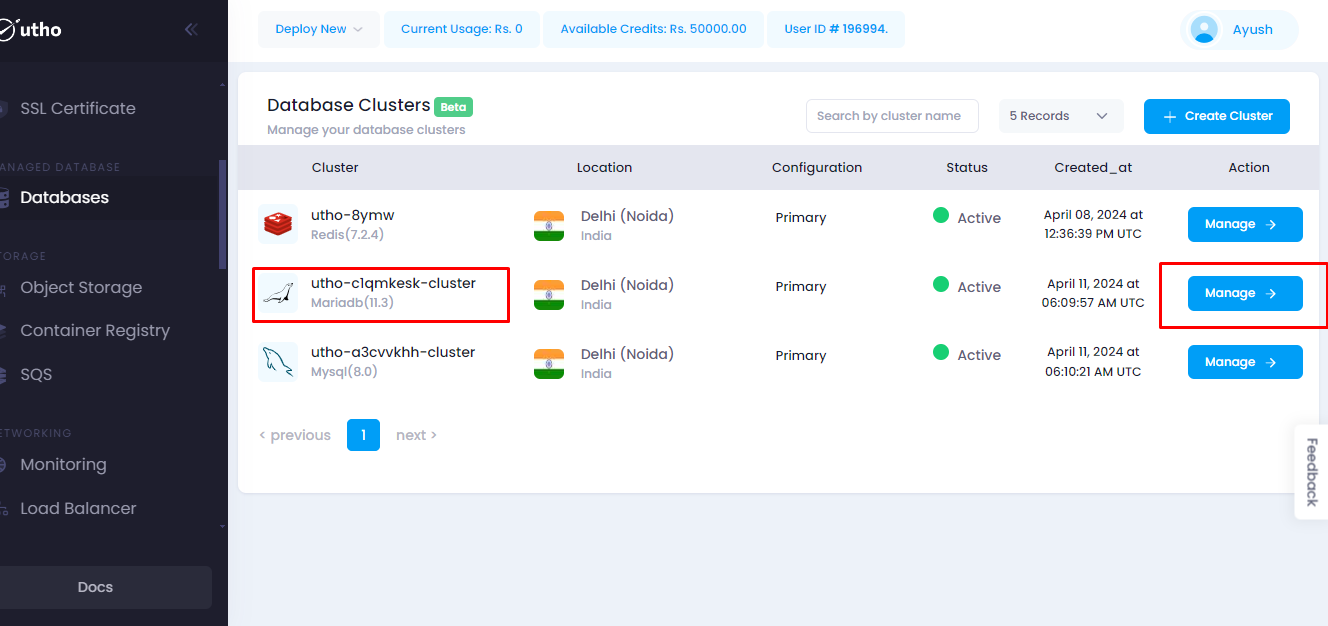 utho
Deploy New
Current Usage: Rs. 0
Available Credits: Rs. 50000.00
User ID # 196994.
Ayush
SSL Certificate
ANAGED DATABASE
Databases
TORAGE
Object Storage
Container Registry
SQS
ETWORKING
Monitoring
Load Balancer
Docs
Database Clusters Beta
Manage your database clusters
Search by cluster name
5 Records
+ Create Cluster
Cluster Location Configuration Status Created_at Action
utho-8ymw
Redis(7.2.4)
Delhi (Noida)
India
Primary
Active
April 08, 2024 at
12:36:39 PM UTC
Manage →
utho-c1qmkesk-cluster
Mariadb(11.3)
Delhi (Noida)
India
Primary
Active
April 11, 2024 at
06:09:57 AM UTC
Manage →
utho-a3cvvkhh-cluster
Mysql(8.0)
Delhi (Noida)
India
Primary
Active
April 11, 2024 at
06:10:21 AM UTC
Manage →
< previous 1 next >
Feedback